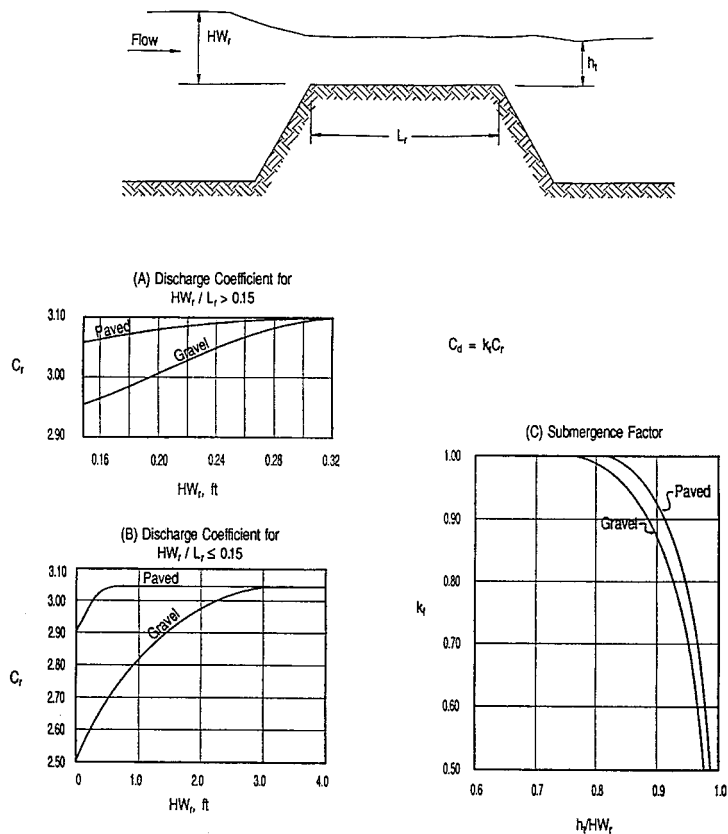 HWr
Flow
ht
Lr
(A) Discharge Coefficient for
HWr / Lr > 0.15
3.10
Paved
Gravel
Cr
3.00
2.90
0.16 0.20 0.24 0.28 0.32
HWr, ft
Cd = ktCr
(B) Discharge Coefficient for
HWr / Lr ≤ 0.15
3.10
Paved
3.00
Gravel
2.90
2.80
Cr
2.70
2.60
2.50
0 1.0 2.0 3.0 4.0
HWr, ft
(C) Submergence Factor
1.00
Paved
0.90
Gravel
0.80
kt
0.70
0.60
0.50
0.6 0.7 0.8 0.9 1.0
ht/HWr